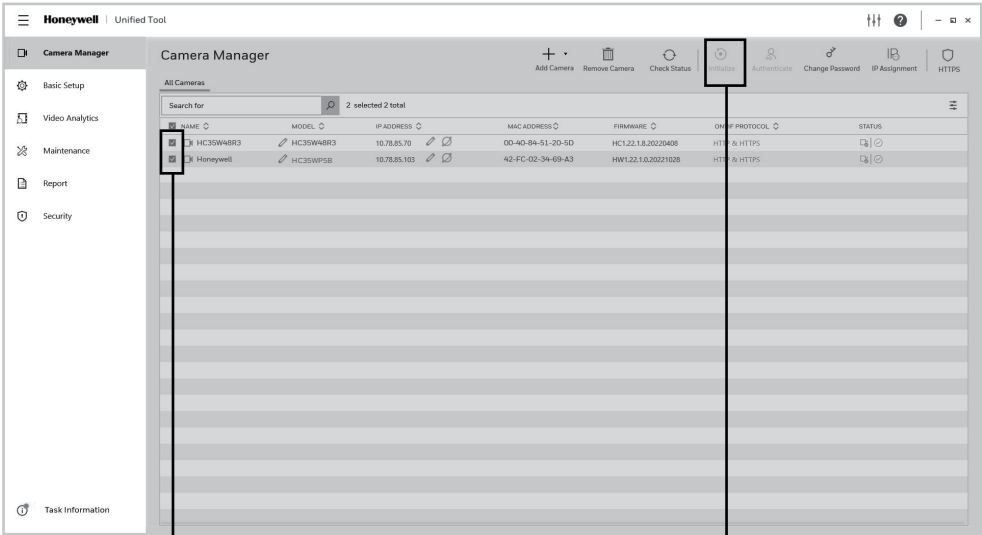 Honeywell | Unified Tool
Camera Manager
Basic Setup
Video Analytics
Maintenance
Report
Security
Task Information
Camera Manager
Add Camera Remove Camera Check Status Initialize Authenticate Change Password IP Assignment HTTPS
All Cameras
Search for 2 selected 2 total
NAME MODEL IP ADDRESS MAC ADDRESS FIRMWARE ONVIF PROTOCOL STATUS
HC35W48R3 HC35W48R3 10.78.85.70 00-40-84-51-20-5D HC1.22.1.8.20220408 HTTP & HTTPS
Honeywell HC35WP5B 10.78.85.103 42-FC-02-34-69-A3 HW1.22.1.0.20221028 HTTP & HTTPS